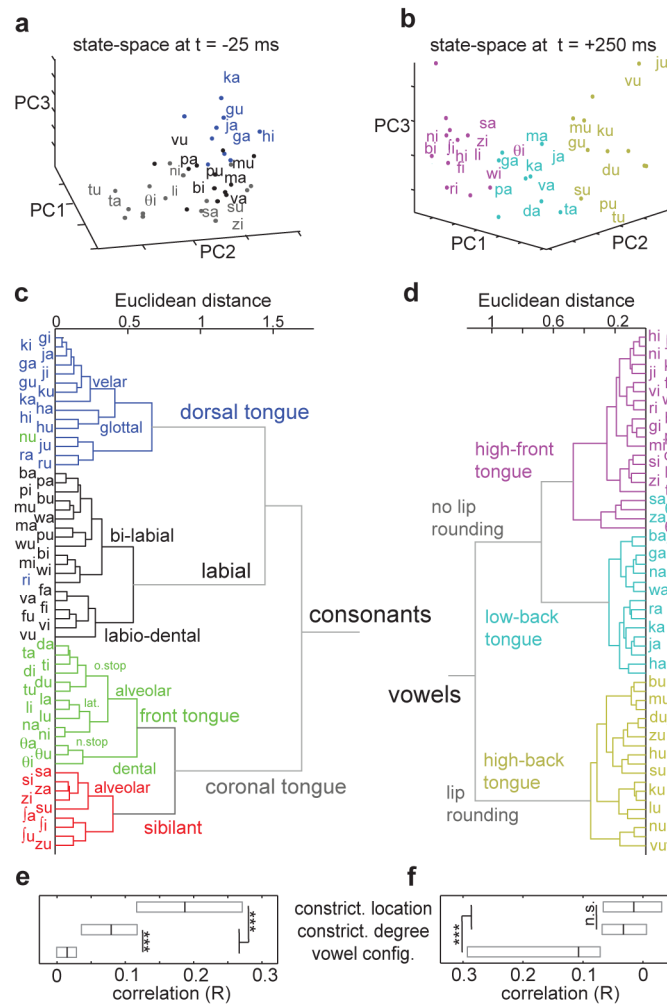 a
state-space at t = -25 ms
PC3
PC1
PC2
ka
gu
ja
ga hi
vu
pa
ni
pu mu
tu
ta
θi
li
bi
ma
va
sa su
zi
b
state-space at t = +250 ms
PC3
PC1
PC2
ju
vu
ni
sa
bi ʃi
zi
hi li
fi
ri
wi
θi
ma
ga
ka
ja
pa
va
da
ta
mu
ku
gu
du
su
pu
tu
c
Euclidean distance
0 0.5 1 1.5
gi
ki
ja
ga
ji
gu
ku
ka
ha
hi
hu
nu
ju
ra
ru
ba
pa
pi
bu
mu
wa
ma
pu
wu
bi
mi
wi
ri
fa
va
fi
fu
vi
vu
da
ta
ti
di
du
tu
la
li
lu
na
ni
θa
θu
θi
sa
si
za
zi
su
ʃa
ʃi
ʃu
zu
velar
glottal
dorsal tongue
bi-labial
labial
labio-dental
consonants
o.stop
alveolar
lat.
front tongue
n.stop
dental
coronal tongue
alveolar
sibilant
d
Euclidean distance
1 0.6 0.2
hi
ni
ji
vi
ri
gi
mi
si
zi
sa
za
ba
ga
na
wa
ra
ka
ja
ha
bu
mu
du
zu
hu
su
ku
lu
nu
vu
high-front
tongue
no lip
rounding
low-back
tongue
vowels
high-back
tongue
lip
rounding
e
***
***
0 0.1 0.2 0.3
correlation (R)
constrict. location
constrict. degree
vowel config.
f
***
n.s.
0.3 0.2 0.1 0
correlation (R)